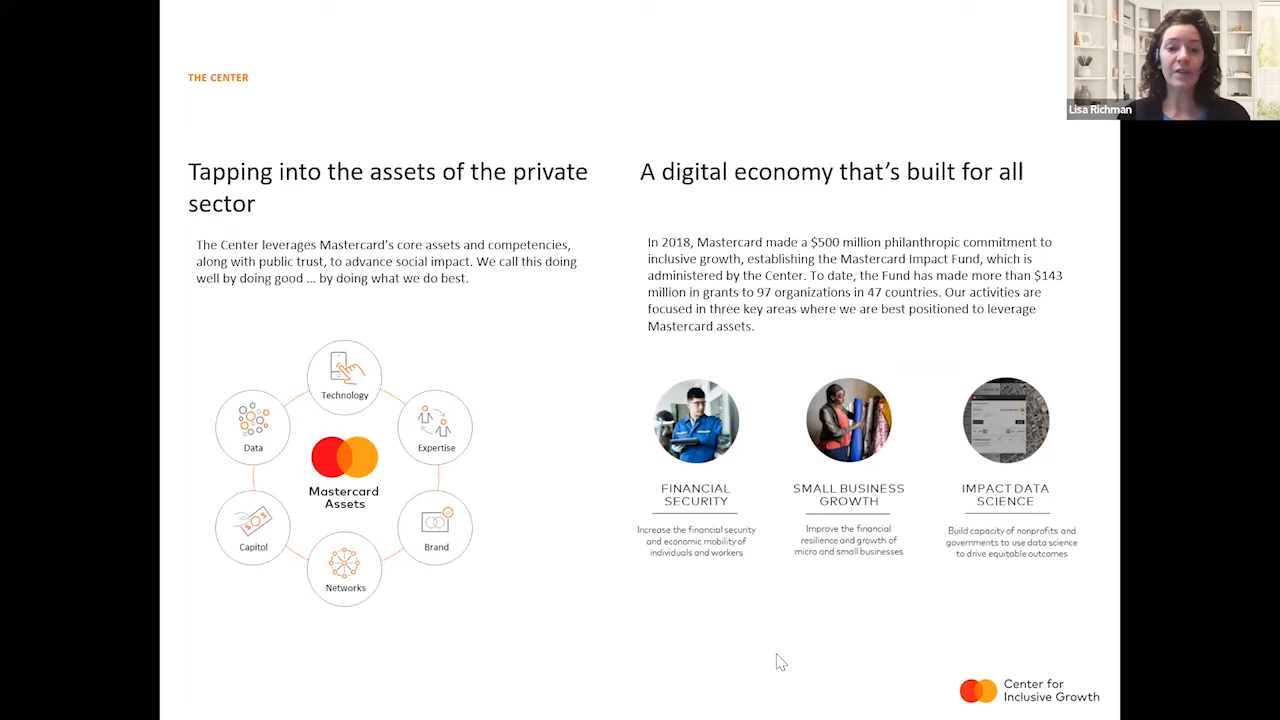 Lisa Richman
THE CENTER
Tapping into the assets of the private
sector
The Center leverages Mastercard's core assets and competencies,
along with public trust, to advance social impact. We call this doing
well by doing good ... by doing what we do best.
Technology
Data
Expertise
Mastercard
Assets
Capitol
Brand
Networks
A digital economy that's built for all
In 2018, Mastercard made a $500 million philanthropic commitment to
inclusive growth, establishing the Mastercard Impact Fund, which is
administered by the Center. To date, the Fund has made more than $143
million in grants to 97 organizations in 47 countries. Our activities are
focused in three key areas where we are best positioned to leverage
Mastercard assets.
FINANCIAL
SECURITY
Increase the financial security
and economic mobility of
individuals and workers
SMALL BUSINESS
GROWTH
Improve the financial
resilience and growth of
micro and small businesses
IMPACT DATA
SCIENCE
Build capacity of nonprofits and
governments to use data science
to drive equitable outcomes
Center for
Inclusive Growth